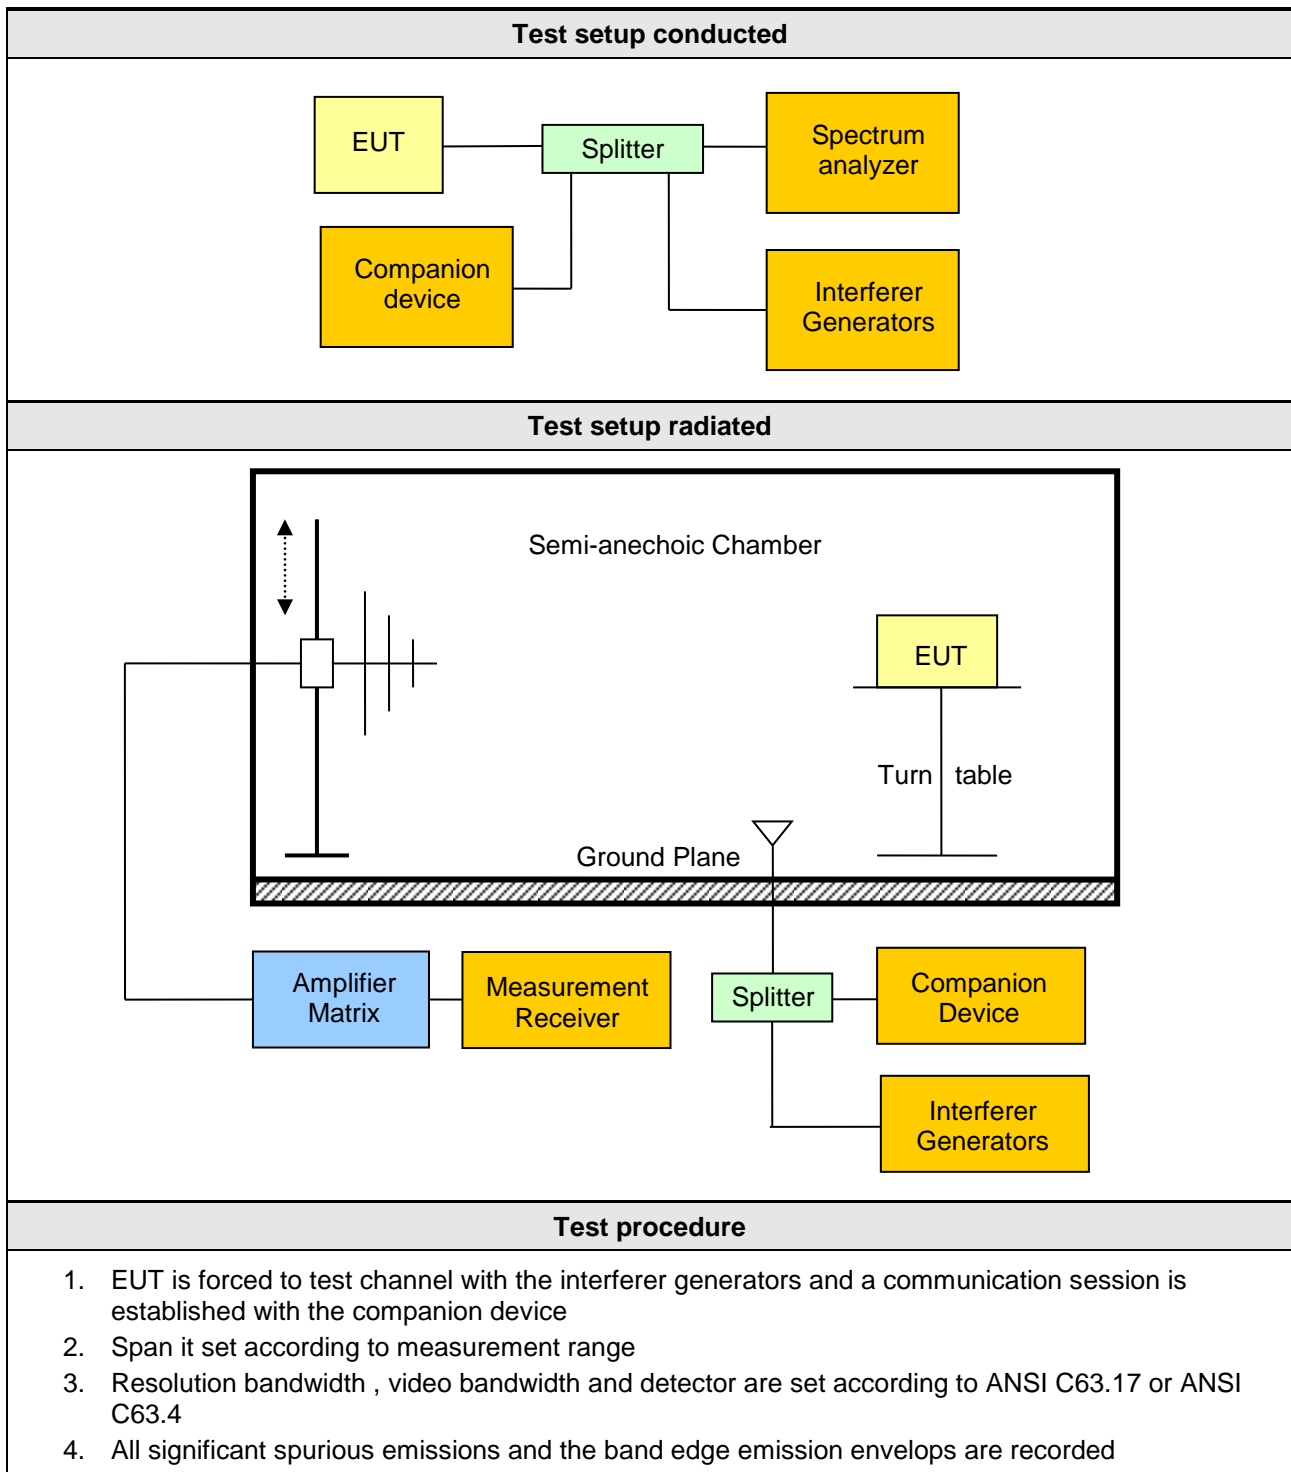 Test setup conducted
EUT
Splitter
Spectrum
analyzer
Companion
device
Interferer
Generators
Test setup radiated
Semi-anechoic Chamber
EUT
Turn table
Ground Plane
Amplifier
Matrix
Measurement
Receiver
Splitter
Companion
Device
Interferer
Generators
Test procedure
1. EUT is forced to test channel with the interferer generators and a communication session is
established with the companion device
2. Span it set according to measurement range
3. Resolution bandwidth , video bandwidth and detector are set according to ANSI C63.17 or ANSI
C63.4
4. All significant spurious emissions and the band edge emission envelops are recorded